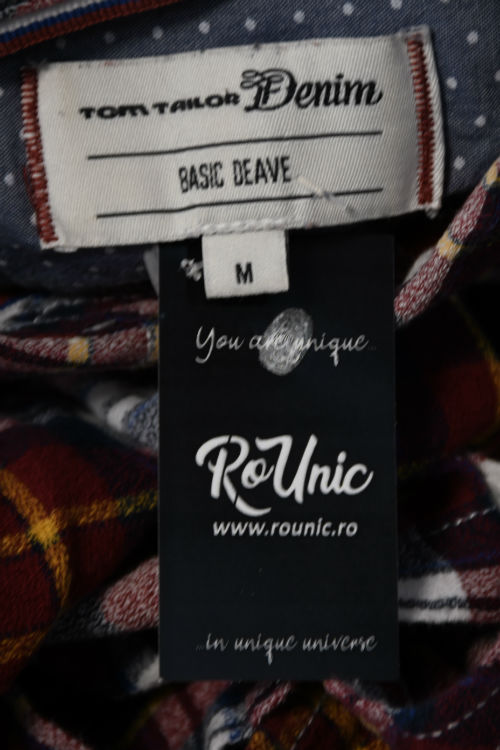 TOM TAILOR Denim
BASIC DEAVE
M
You are unique...
RoUnic
www.rounic.ro
...in unique universe